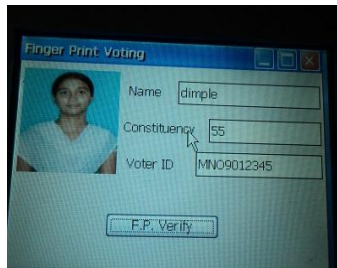 Finger Print Voting
Name dimple
Constituency 55
Voter ID MNO9012345
F.P. Verify